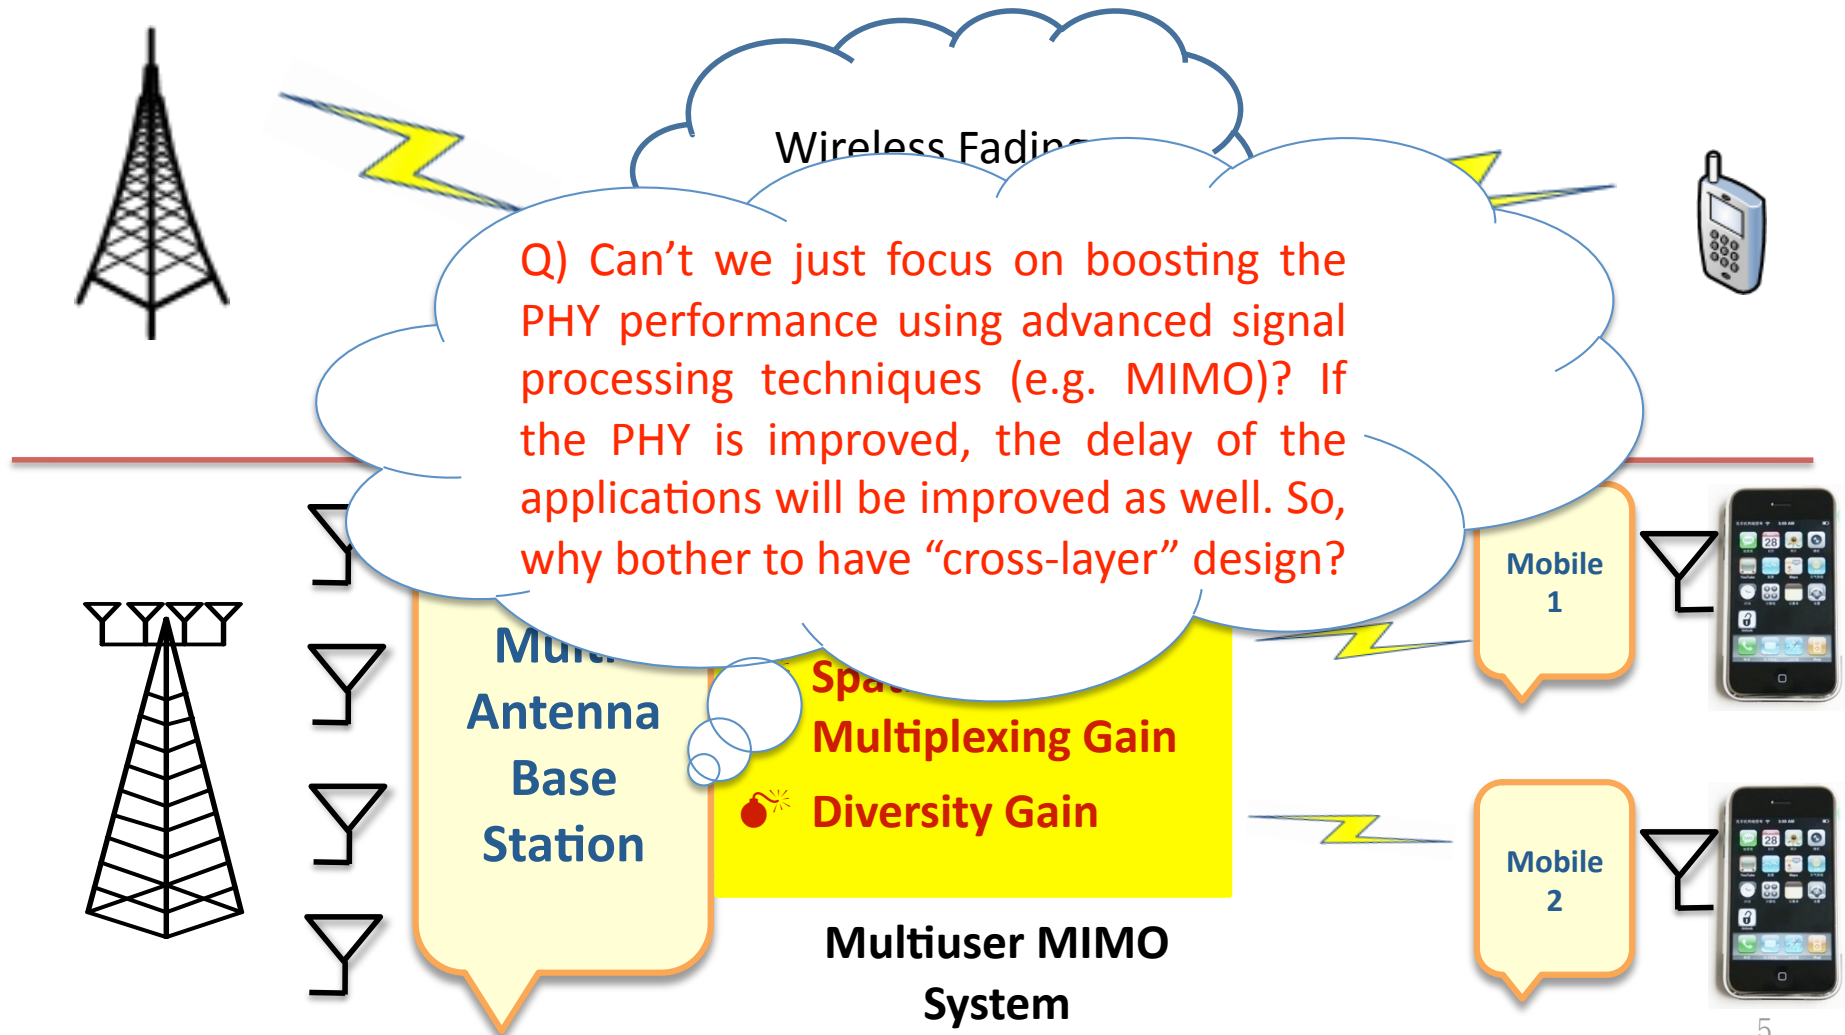 Wireless Fading
Q) Can’t we just focus on boosting the
PHY performance using advanced signal
processing techniques (e.g. MIMO)? If
the PHY is improved, the delay of the
applications will be improved as well. So,
why bother to have “cross-layer” design?
Antenna
Base
Station
Multiplexing Gain
Diversity Gain
Multiuser MIMO
System
Mobile
1
Mobile
2
5